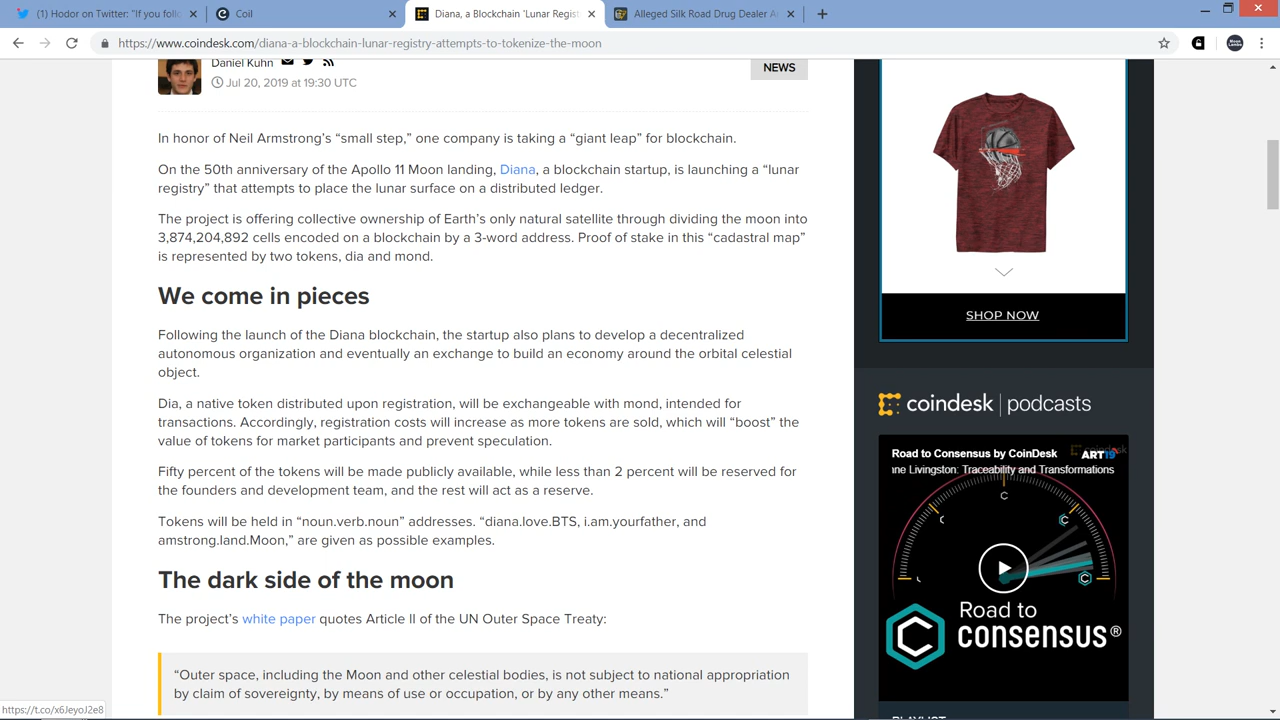 (1) Hodor on Twitter: "If you follo
Coil
Diana, a Blockchain 'Lunar Regist
Alleged Silk Road Drug Dealer A
https://www.coindesk.com/diana-a-blockchain-lunar-registry-attempts-to-tokenize-the-moon
Daniel Kuhn
Jul 20, 2019 at 19:30 UTC
NEWS
In honor of Neil Armstrong's “small step,” one company is taking a “giant leap” for blockchain.
On the 50th anniversary of the Apollo 11 Moon landing, Diana, a blockchain startup, is launching a “lunar
registry” that attempts to place the lunar surface on a distributed ledger.
The project is offering collective ownership of Earth's only natural satellite through dividing the moon into
3,874,204,892 cells encoded on a blockchain by a 3-word address. Proof of stake in this “cadastral map”
is represented by two tokens, dia and mond.
We come in pieces
Following the launch of the Diana blockchain, the startup also plans to develop a decentralized
autonomous organization and eventually an exchange to build an economy around the orbital celestial
object.
Dia, a native token distributed upon registration, will be exchangeable with mond, intended for
transactions. Accordingly, registration costs will increase as more tokens are sold, which will “boost” the
value of tokens for market participants and prevent speculation.
Fifty percent of the tokens will be made publicly available, while less than 2 percent will be reserved for
the founders and development team, and the rest will act as a reserve.
Tokens will be held in “noun.verb.noun” addresses. “diana.love.BTS, i.am.yourfather, and
amstrong.land.Moon,” are given as possible examples.
The dark side of the moon
The project's white paper quotes Article II of the UN Outer Space Treaty:
“Outer space, including the Moon and other celestial bodies, is not subject to national appropriation
by claim of sovereignty, by means of use or occupation, or by any other means.”
https://t.co/x6JeyoJ2e8
SHOP NOW
coindesk | podcasts
Road to Consensus by CoinDesk
ART19
ne Livingston: Traceability and Transformations
Road to
consensus®
PLAYLIST